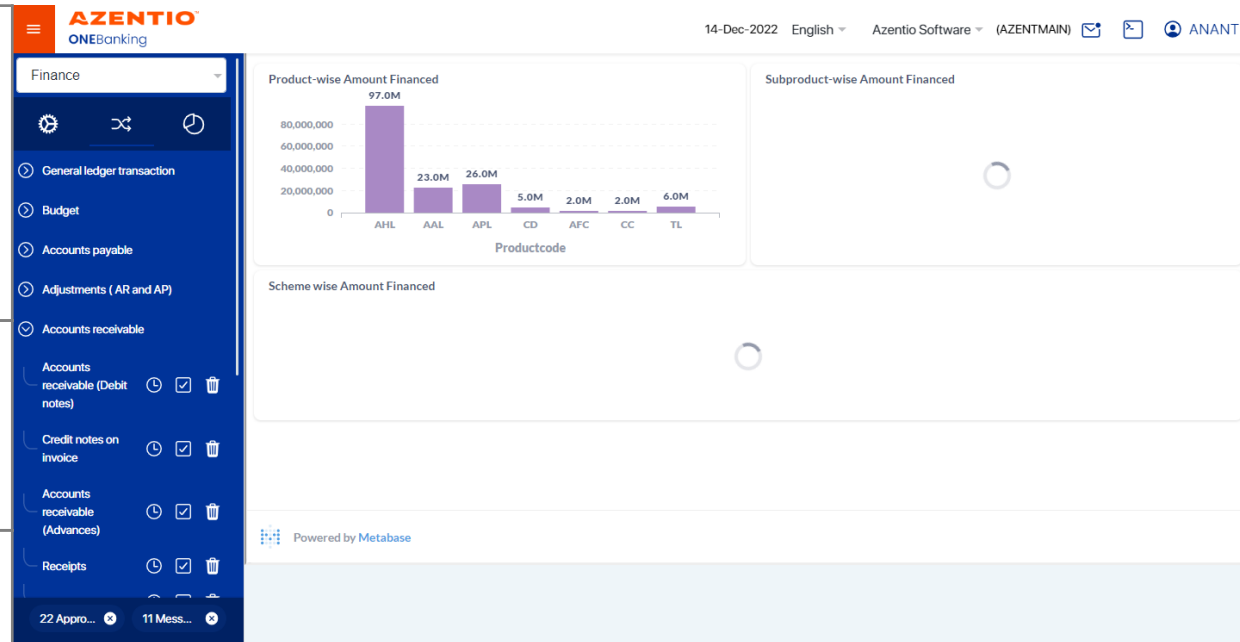 AZENTIO™
ONEBanking
14-Dec-2022 English Azentio Software (AZENTMAIN) ANANT
Finance
General ledger transaction
Budget
Accounts payable
Adjustments ( AR and AP)
Accounts receivable
Accounts
receivable (Debit
notes)
Credit notes on
invoice
Accounts
receivable
(Advances)
Receipts
22 Appro...
11 Mess...
Product-wise Amount Financed
97.0M
80,000,000
60,000,000
40,000,000
20,000,000
0
23.0M
26.0M
5.0M
2.0M
2.0M
6.0M
AHL AAL APL CD AFC CC TL
Productcode
Subproduct-wise Amount Financed
Scheme wise Amount Financed
Powered by Metabase